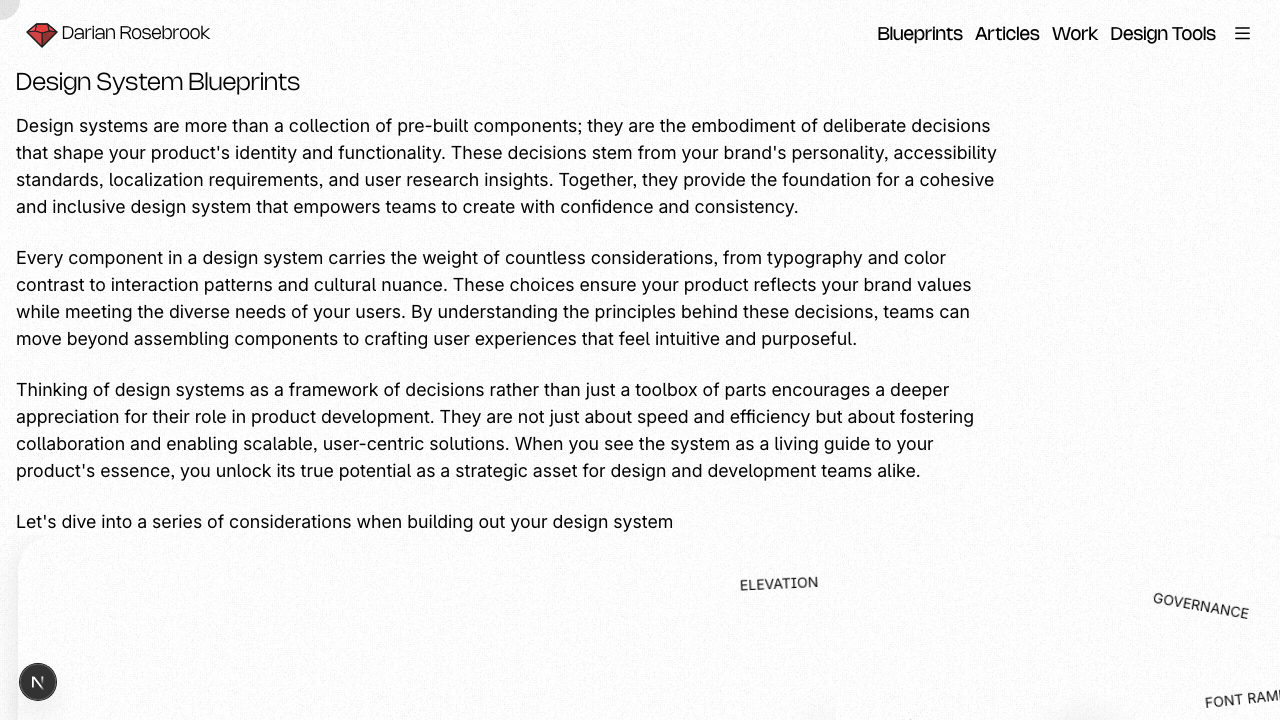 Darian Rosebrook
Blueprints Articles Work Design Tools
Design System Blueprints
Design systems are more than a collection of pre-built components; they are the embodiment of deliberate decisions
that shape your product's identity and functionality. These decisions stem from your brand's personality, accessibility
standards, localization requirements, and user research insights. Together, they provide the foundation for a cohesive
and inclusive design system that empowers teams to create with confidence and consistency.
Every component in a design system carries the weight of countless considerations, from typography and color
contrast to interaction patterns and cultural nuance. These choices ensure your product reflects your brand values
while meeting the diverse needs of your users. By understanding the principles behind these decisions, teams can
move beyond assembling components to crafting user experiences that feel intuitive and purposeful.
Thinking of design systems as a framework of decisions rather than just a toolbox of parts encourages a deeper
appreciation for their role in product development. They are not just about speed and efficiency but about fostering
collaboration and enabling scalable, user-centric solutions. When you see the system as a living guide to your
product's essence, you unlock its true potential as a strategic asset for design and development teams alike.
Let's dive into a series of considerations when building out your design system
ELEVATION
GOVERNANCE
FONT
N